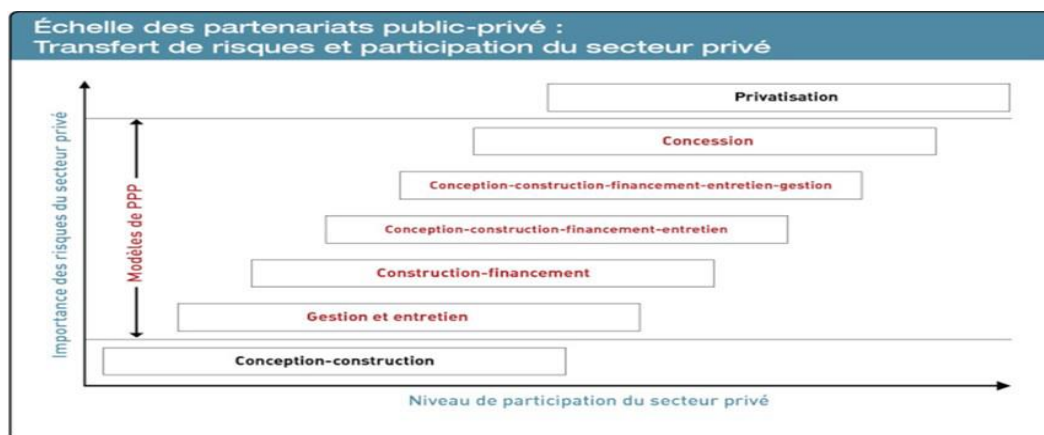 Échelle des partenariats public-privé :
Transfert de risques et participation du secteur privé
Importance des risques du secteur privé
Modèles de PPP
Privatisation
Concession
Conception-construction-financement-entretien-gestion
Conception-construction-financement-entretien
Construction-financement
Gestion et entretien
Conception-construction
Niveau de participation du secteur privé